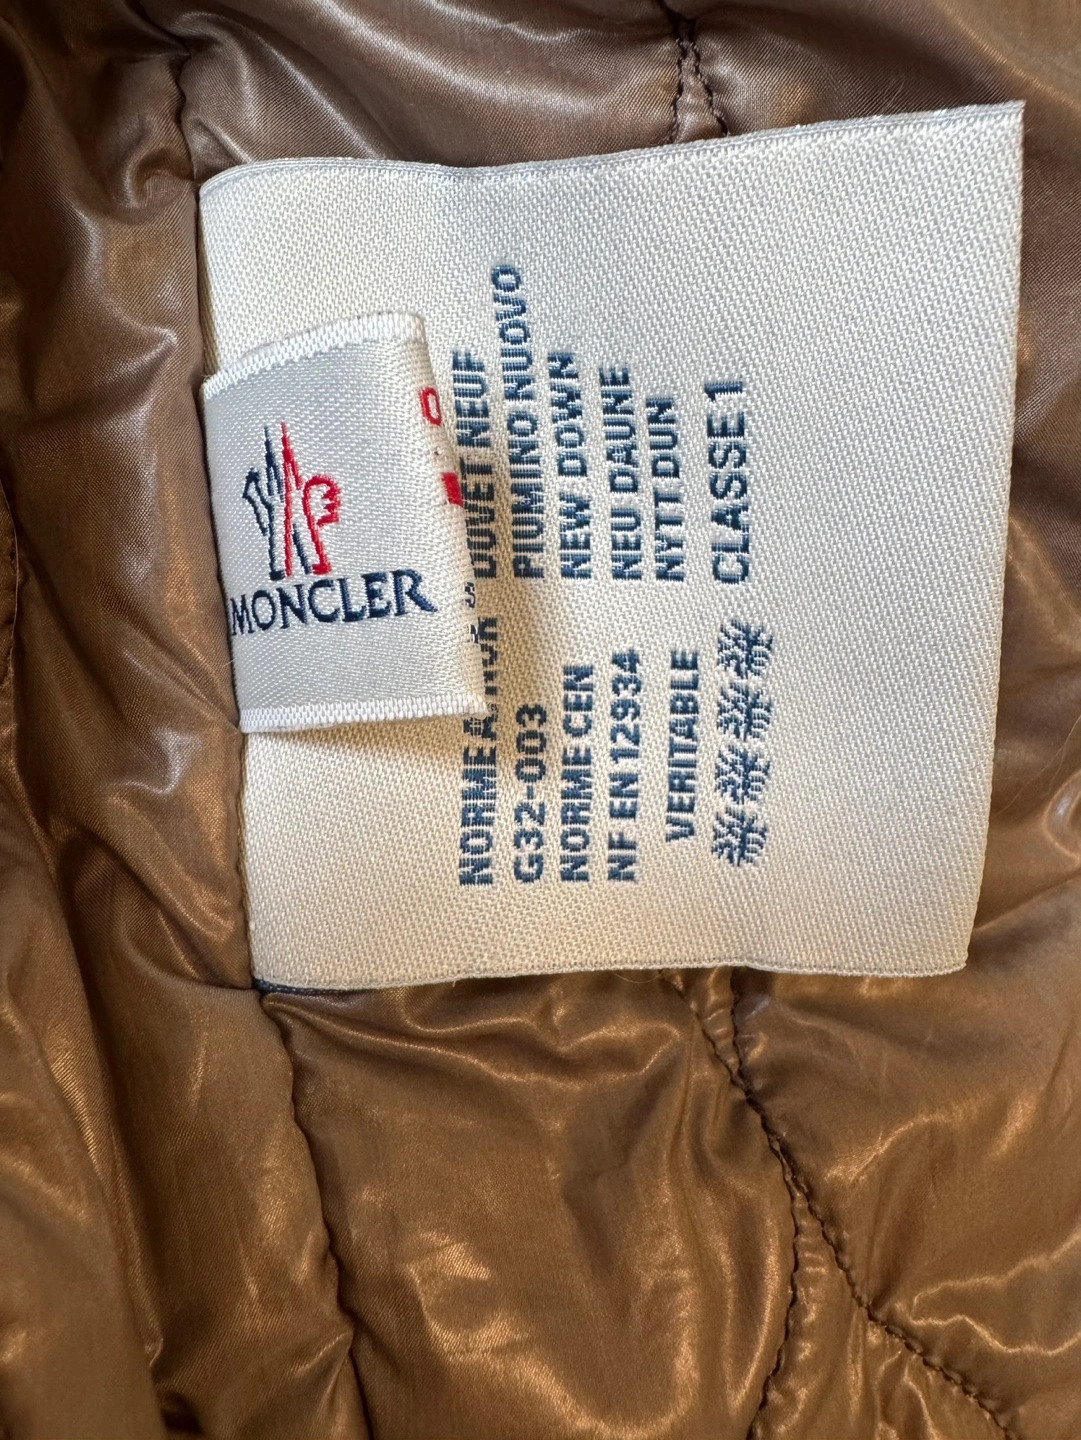 MONCLER
DUVET NEUF
PIUMINO NUOVO
NEW DOWN
NEU DAUNE
NYTT DUN
CLASSE 1
NORME
G32-003
NORME CEN
NF EN 12934
VERITABLE